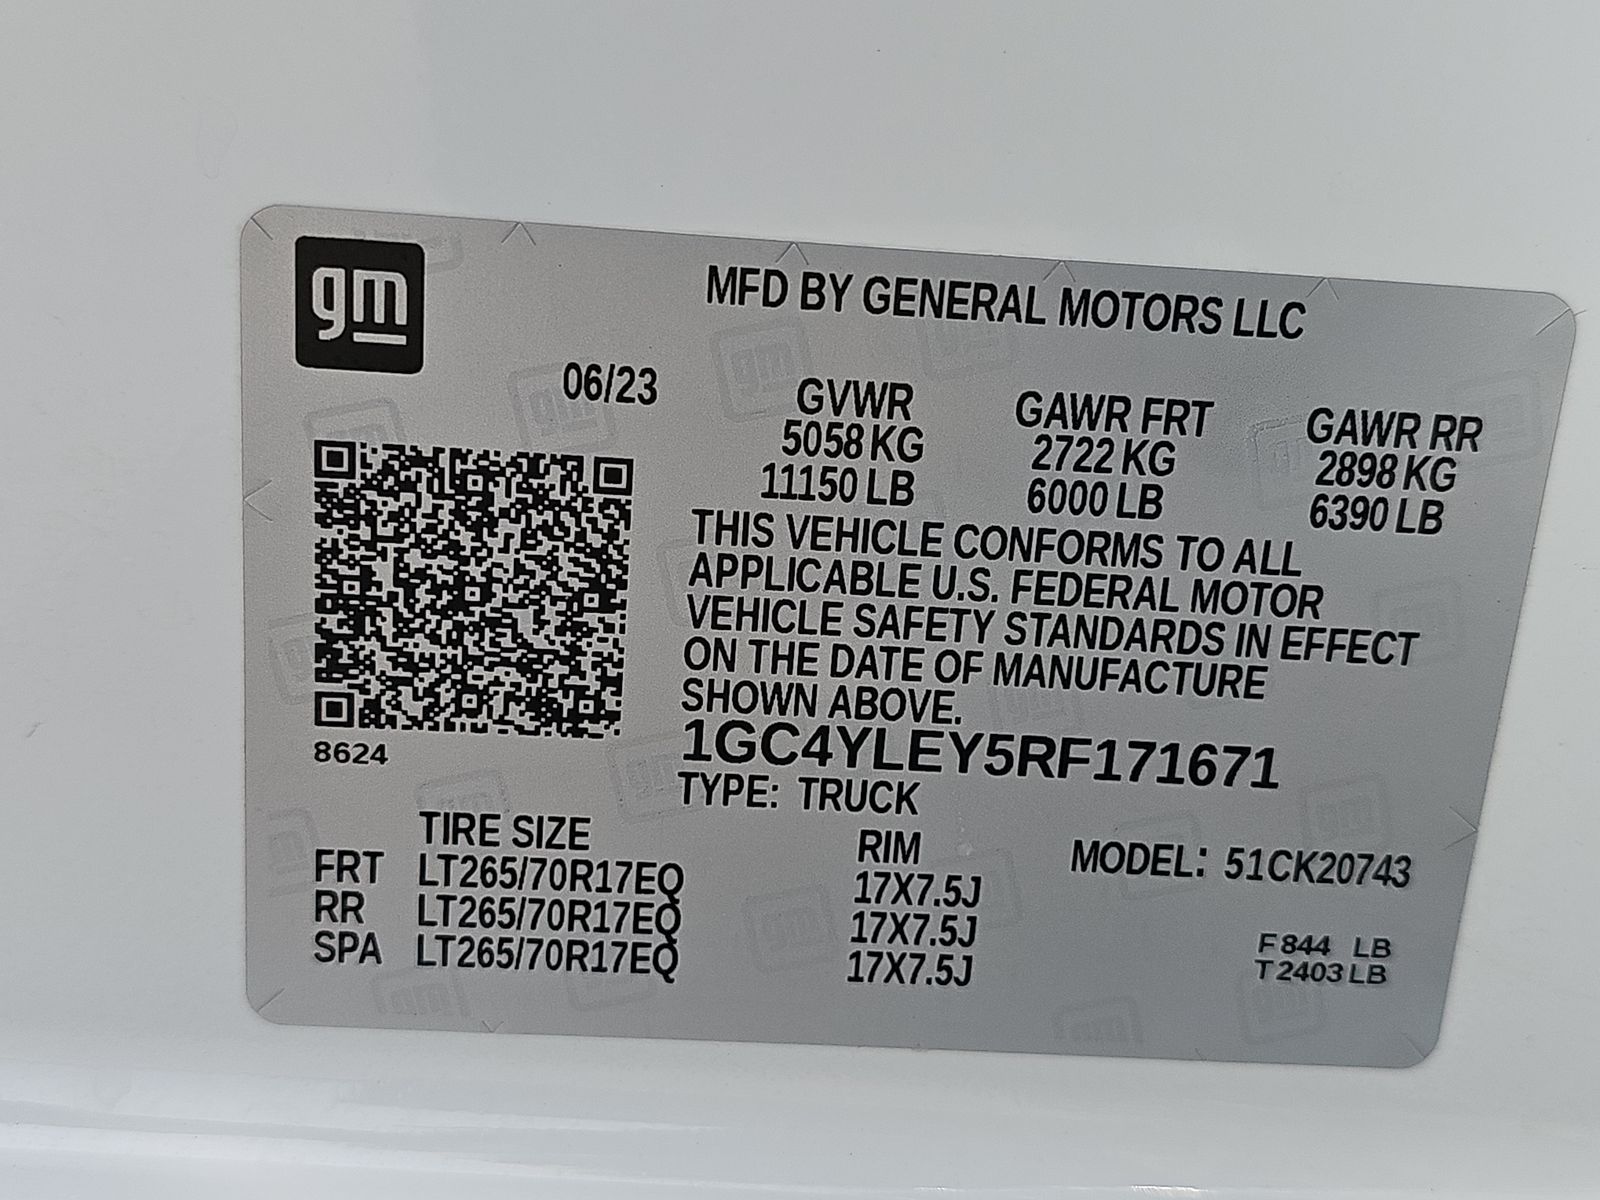 gm
MFD BY GENERAL MOTORS LLC
06/23
GVWR GAWR FRT GAWR RR
5058 KG 2722 KG 2898 KG
11150 LB 6000 LB 6390 LB
THIS VEHICLE CONFORMS TO ALL
APPLICABLE U.S. FEDERAL MOTOR
VEHICLE SAFETY STANDARDS IN EFFECT
ON THE DATE OF MANUFACTURE
SHOWN ABOVE.
8624
1GC4YLEY5RF171671
TYPE: TRUCK
TIRE SIZE RIM MODEL: 51CK20743
FRT LT265/70R17EQ 17X7.5J
RR LT265/70R17EQ 17X7.5J
SPA LT265/70R17EQ 17X7.5J
F 844 LB
T 2403 LB